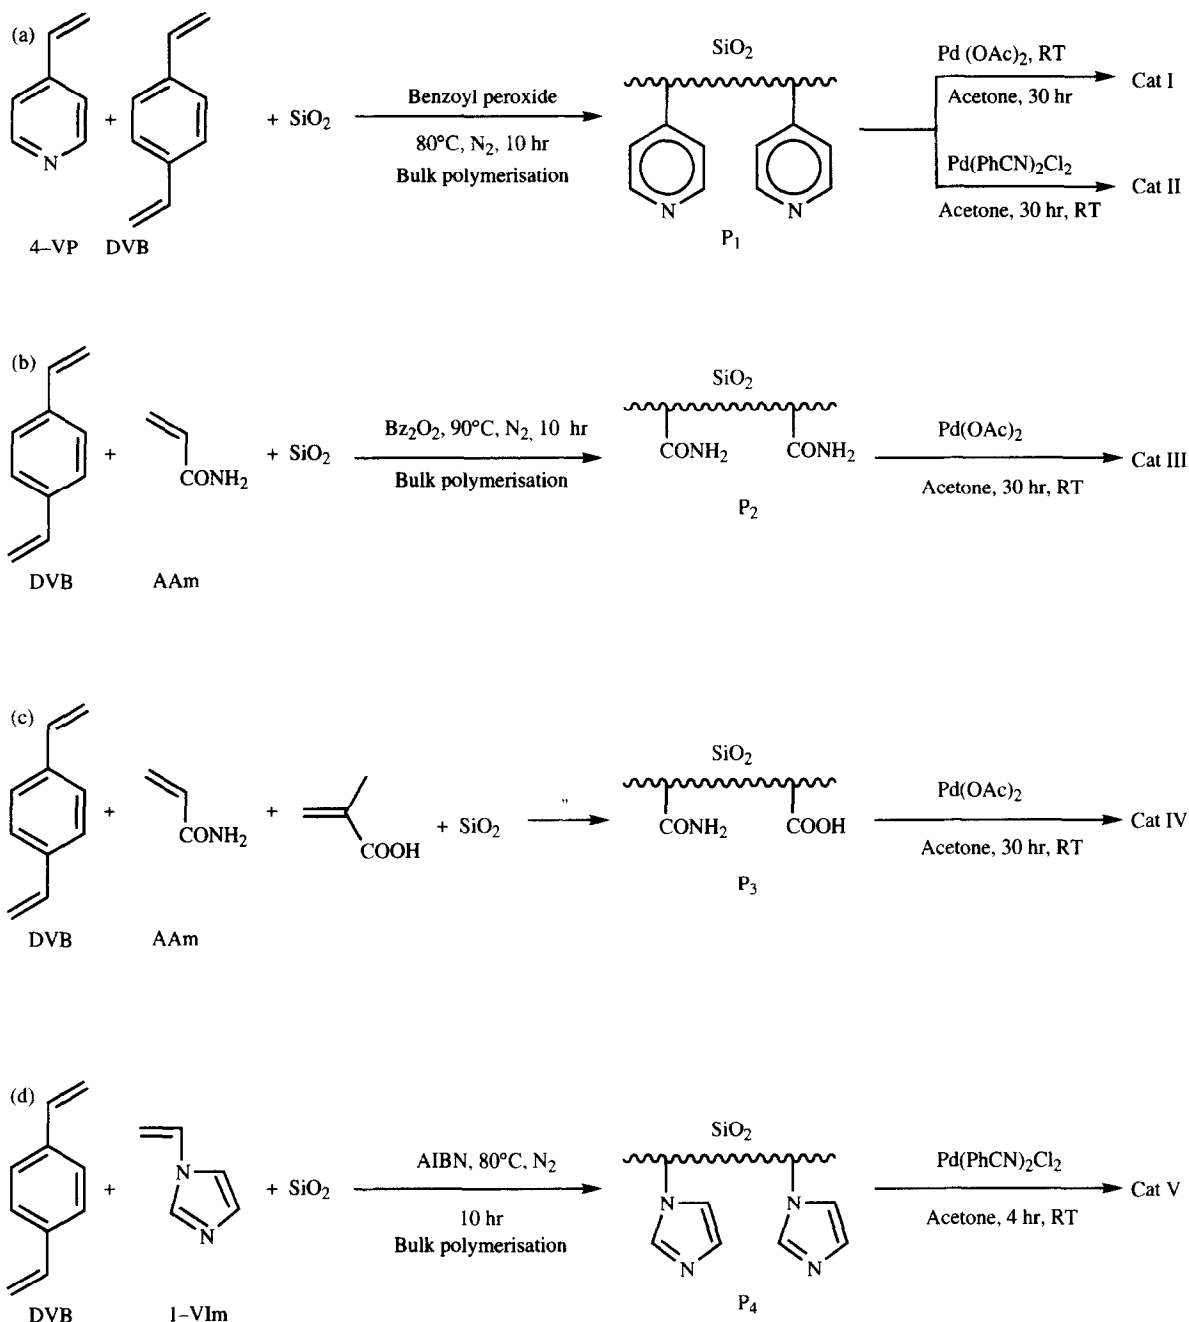 (a)
N
4–VP
+
DVB
+ SiO₂
Benzoyl peroxide
80°C, N₂, 10 hr
Bulk polymerisation
SiO₂
N
N
P₁
Pd (OAc)₂, RT
Acetone, 30 hr
Cat I
Pd(PhCN)₂Cl₂
Acetone, 30 hr, RT
Cat II
(b)
DVB
+
CONH₂
AAm
+ SiO₂
Bz₂O₂, 90°C, N₂, 10 hr
Bulk polymerisation
SiO₂
CONH₂
CONH₂
P₂
Pd(OAc)₂
Acetone, 30 hr, RT
Cat III
(c)
DVB
+
CONH₂
AAm
+
COOH
+ SiO₂
”
SiO₂
CONH₂
COOH
P₃
Pd(OAc)₂
Acetone, 30 hr, RT
Cat IV
(d)
DVB
+
N
N
1–VIm
+ SiO₂
AIBN, 80°C, N₂
10 hr
Bulk polymerisation
SiO₂
N
N
N
N
P₄
Pd(PhCN)₂Cl₂
Acetone, 4 hr, RT
Cat V